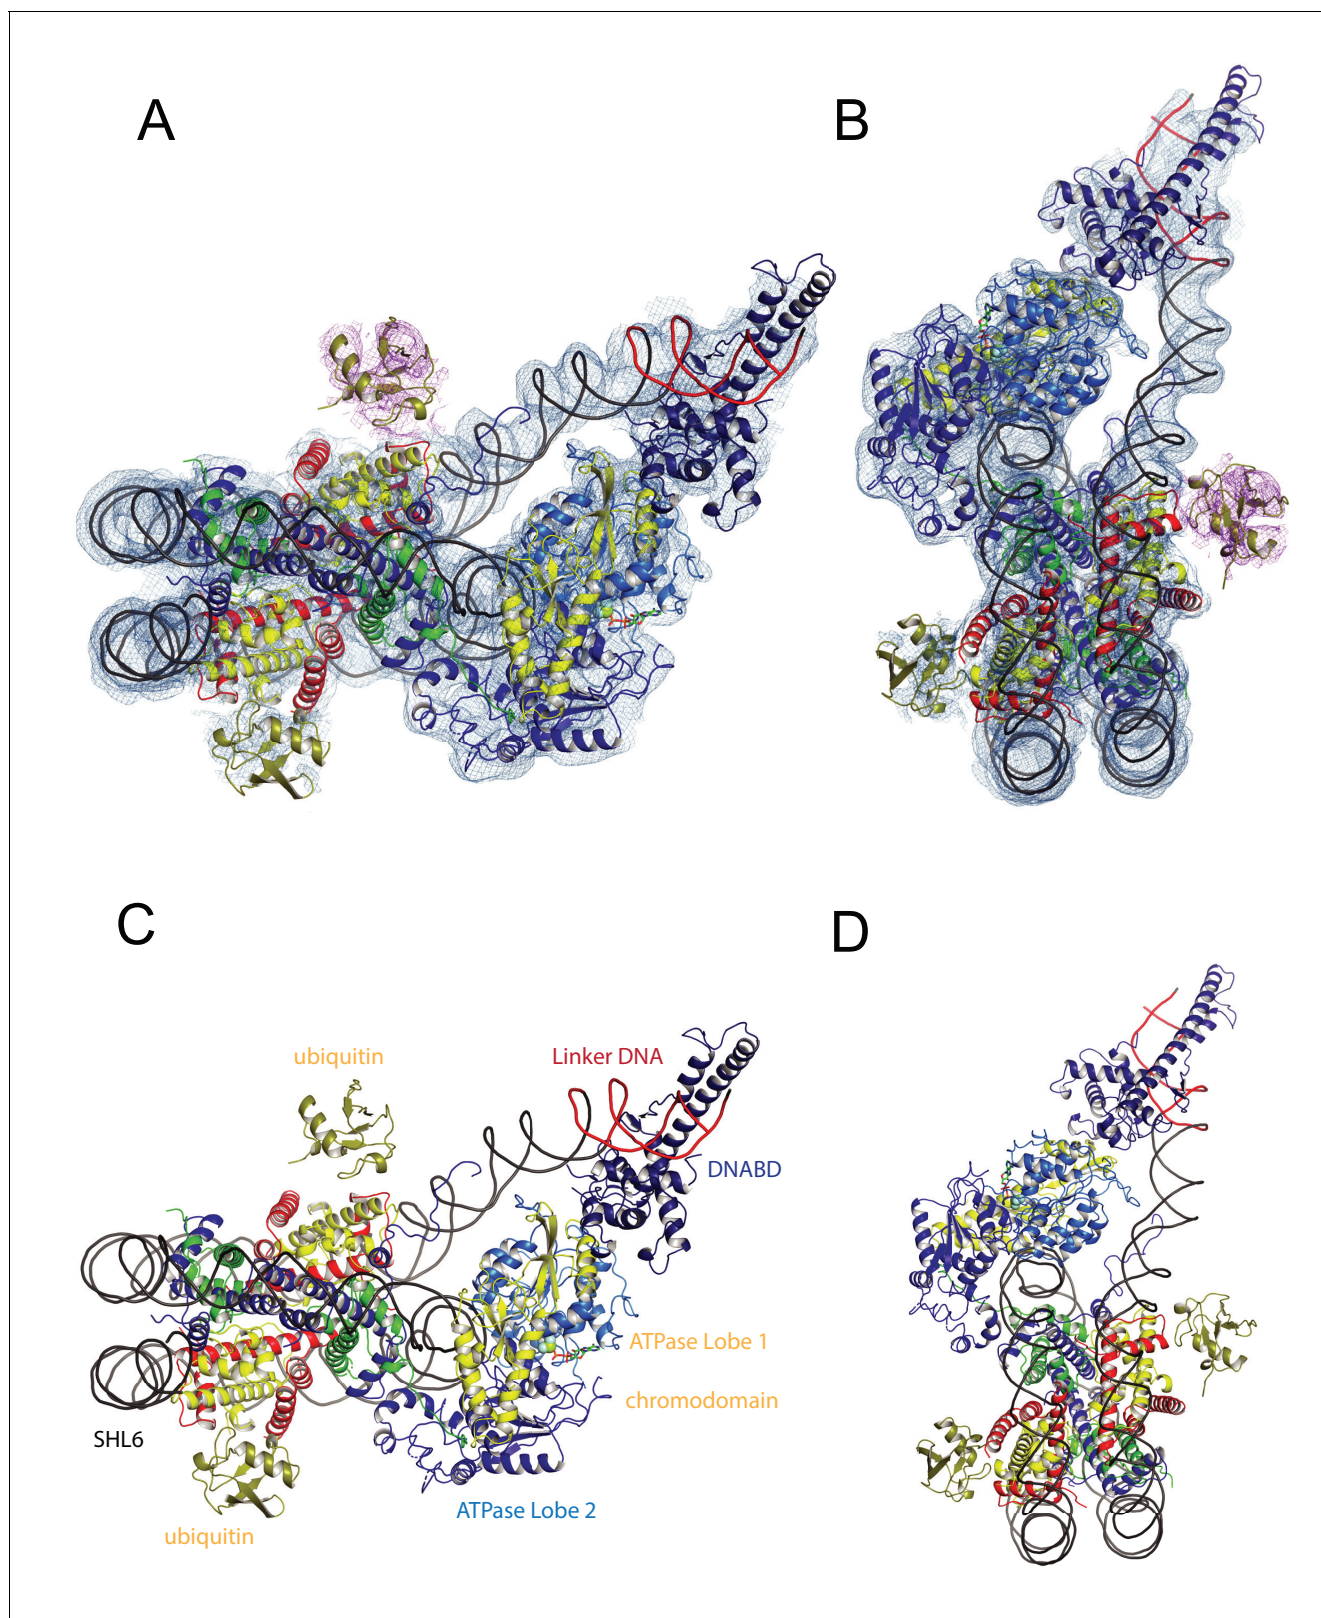 A
B
C
D
ubiquitin
Linker DNA
DNABD
ATPase Lobe 1
chromodomain
SHL6
ATPase Lobe 2
ubiquitin